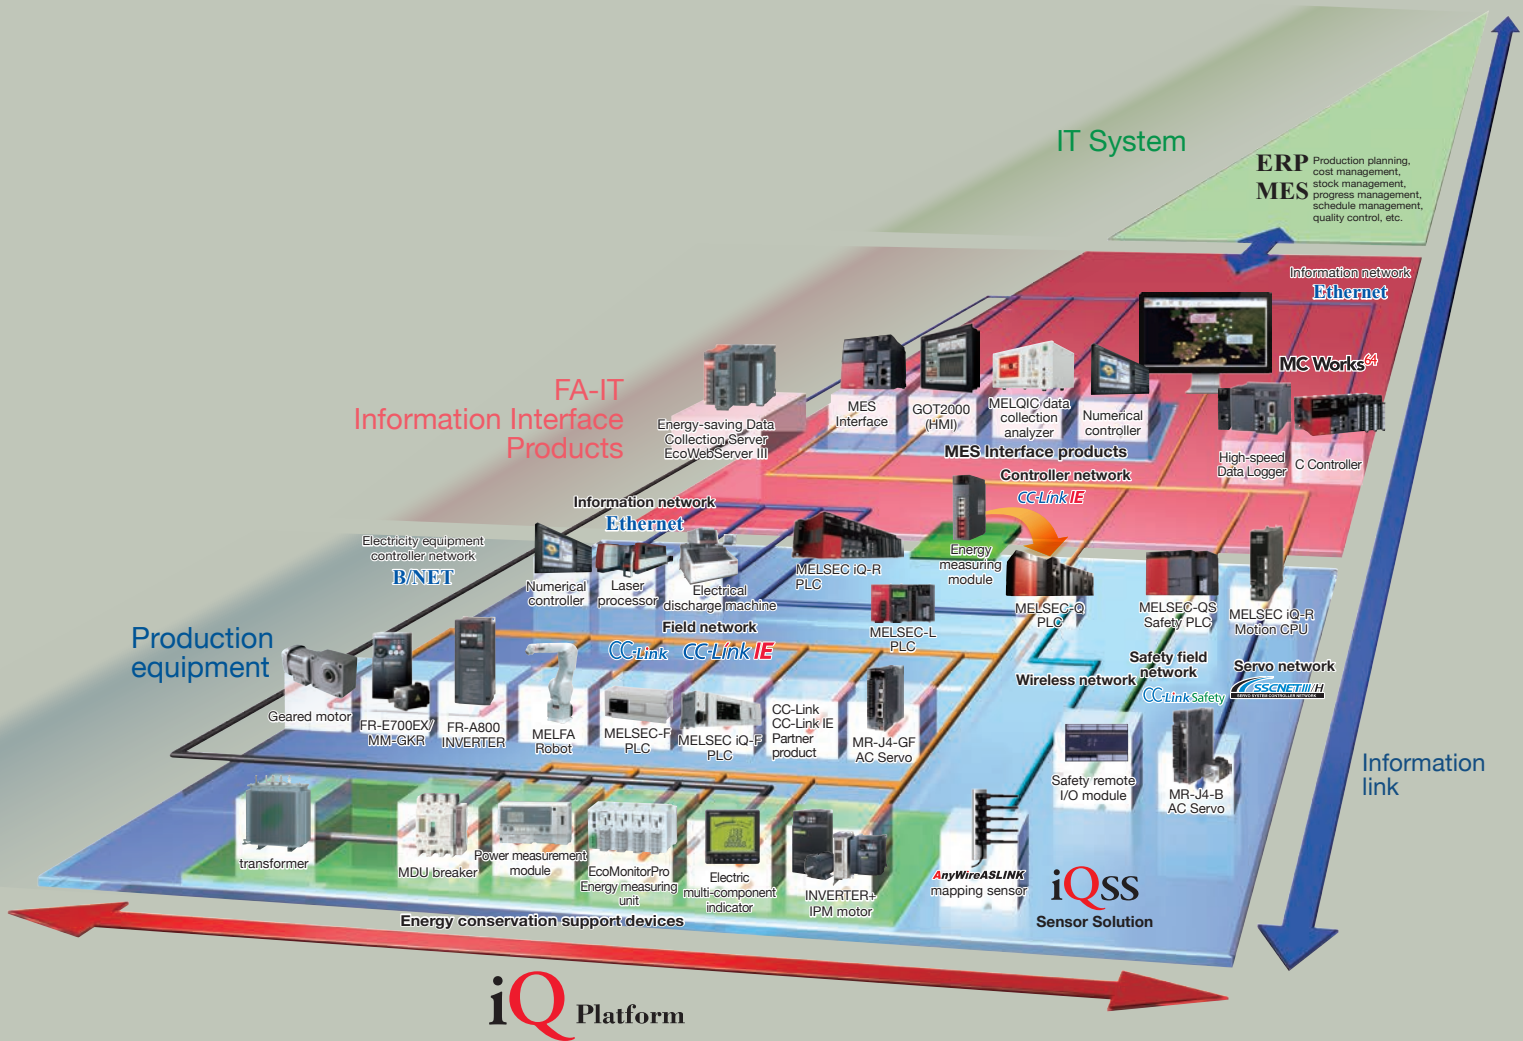 IT System
ERP
MES
Production planning,
cost management,
stock management,
progress management,
schedule management,
quality control, etc.
Information network
Ethernet
MC Works64
FA-IT
Information Interface
Products
Energy-saving Data
Collection Server
EcoWebServer III
MES
Interface
GOT2000
(HMI)
MELQIC data
collection
analyzer
Numerical
controller
MES Interface products
High-speed
Data Logger
C Controller
Controller network
CC-Link IE
Information network
Ethernet
Electricity equipment
controller network
B/NET
Numerical
controller
Laser
processor
Electrical
discharge machine
MELSEC iQ-R
PLC
Energy
measuring
module
MELSEC-L
PLC
MELSEC-Q
PLC
MELSEC-QS
Safety PLC
MELSEC iQ-R
Motion CPU
Production
equipment
Field network
CC-Link CC-Link IE
Wireless network
Safety field
network
CC-Link Safety
Servo network
SSCNETIII/H
SERVO SYSTEM CONTROLLER NETWORK
Geared motor
FR-E700EX/
MM-GKR
FR-A800
INVERTER
MELFA
Robot
MELSEC-F
PLC
MELSEC iQ-F
PLC
CC-Link
CC-Link IE
Partner
product
MR-J4-GF
AC Servo
Safety remote
I/O module
MR-J4-B
AC Servo
Information
link
transformer
MDU breaker
Power measurement
module
EcoMonitorPro
Energy measuring
unit
Electric
multi-component
indicator
INVERTER+
IPM motor
AnyWireASLINK
mapping sensor
iQSS
Sensor Solution
Energy conservation support devices
iQ Platform